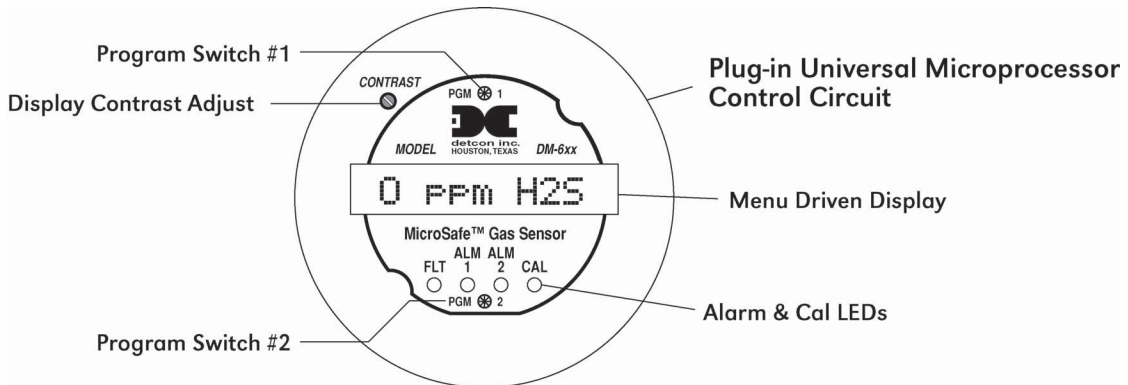 Program Switch #1
Display Contrast Adjust
CONTRAST
PGM 1
detcon inc.
HOUSTON, TEXAS
MODEL DM-6xx
0 ppm H2S
MicroSafe™ Gas Sensor
ALM ALM
FLT 1 2 CAL
PGM 2
Program Switch #2
Plug-in Universal Microprocessor
Control Circuit
Menu Driven Display
Alarm & Cal LEDs